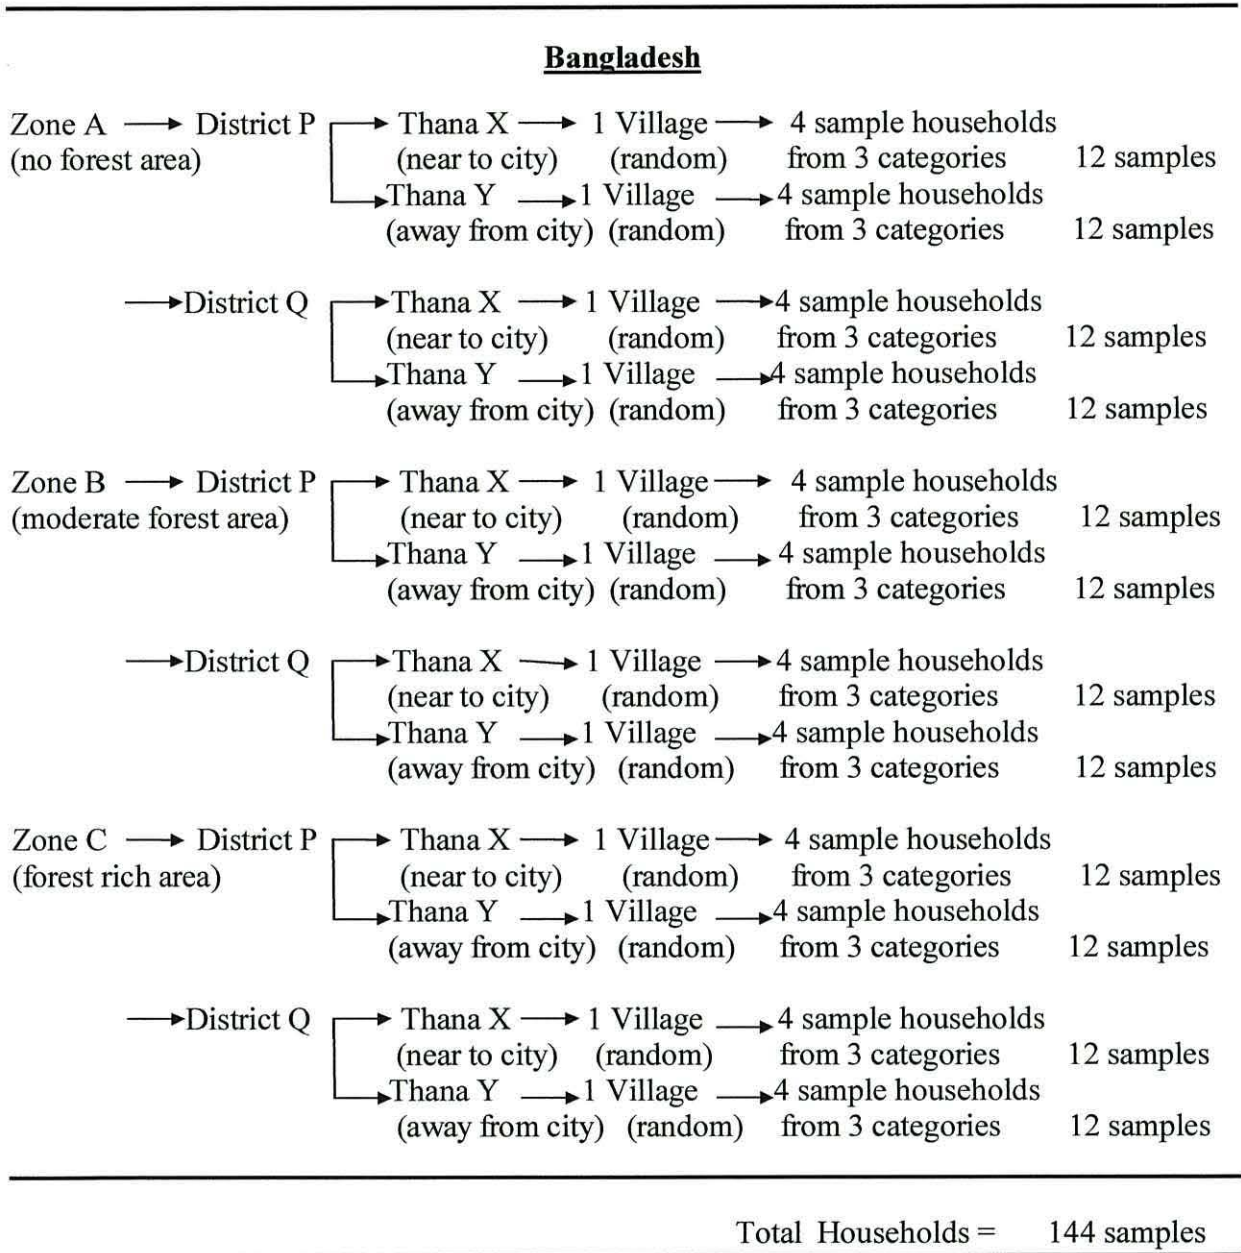 Bangladesh
Zone A → District P → Thana X → 1 Village → 4 sample households
(no forest area) (near to city) (random) from 3 categories 12 samples
→ Thana Y → 1 Village → 4 sample households
(away from city) (random) from 3 categories 12 samples
→ District Q → Thana X → 1 Village → 4 sample households
(near to city) (random) from 3 categories 12 samples
→ Thana Y → 1 Village → 4 sample households
(away from city) (random) from 3 categories 12 samples
Zone B → District P → Thana X → 1 Village → 4 sample households
(moderate forest area) (near to city) (random) from 3 categories 12 samples
→ Thana Y → 1 Village → 4 sample households
(away from city) (random) from 3 categories 12 samples
→ District Q → Thana X → 1 Village → 4 sample households
(near to city) (random) from 3 categories 12 samples
→ Thana Y → 1 Village → 4 sample households
(away from city) (random) from 3 categories 12 samples
Zone C → District P → Thana X → 1 Village → 4 sample households
(forest rich area) (near to city) (random) from 3 categories 12 samples
→ Thana Y → 1 Village → 4 sample households
(away from city) (random) from 3 categories 12 samples
→ District Q → Thana X → 1 Village → 4 sample households
(near to city) (random) from 3 categories 12 samples
→ Thana Y → 1 Village → 4 sample households
(away from city) (random) from 3 categories 12 samples
Total Households = 144 samples